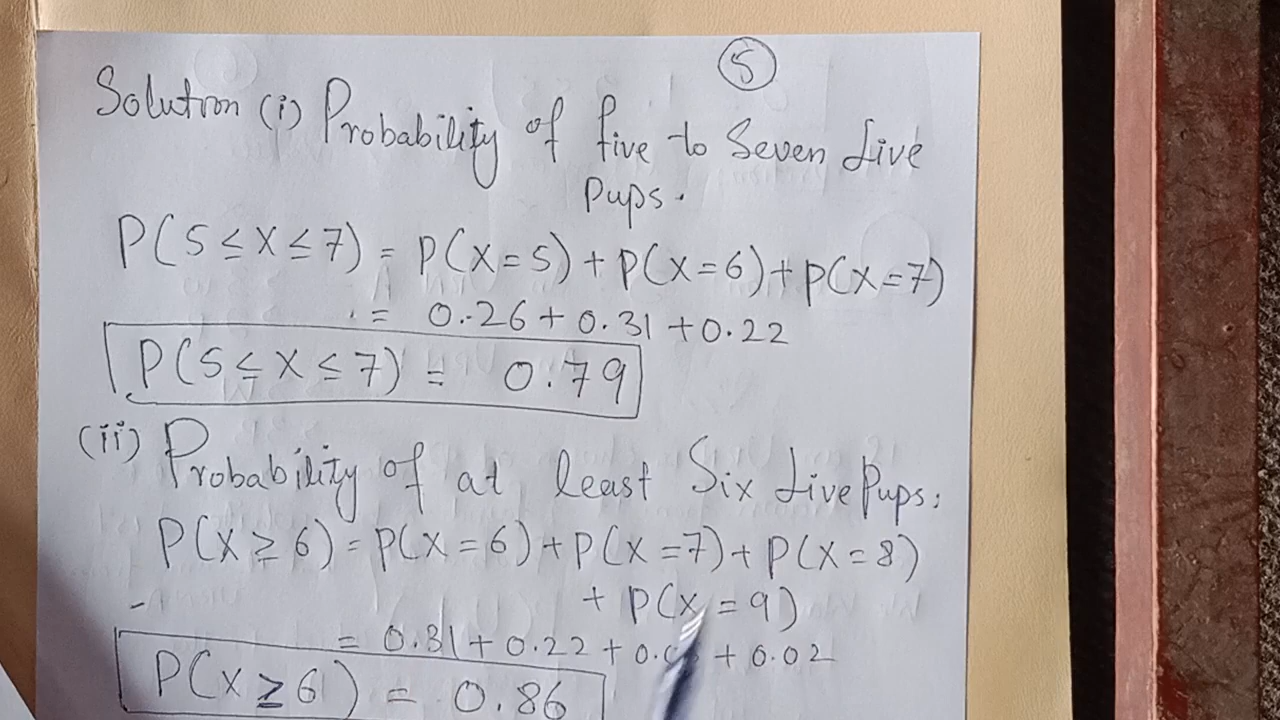 5
Solution (i) Probability of five to Seven Live
Pups.
P(5 ≤ X ≤ 7) = P(X=5) + P(X=6) + P(X=7)
= 0.26 + 0.31 + 0.22
P(5 ≤ X ≤ 7) = 0.79
(ii) Probability of at least Six Live Pups:
P(X ≥ 6) = P(X=6) + P(X=7) + P(X=8)
+ P(X=9)
= 0.31 + 0.22 + + 0.02
P(X ≥ 6) = 0.86